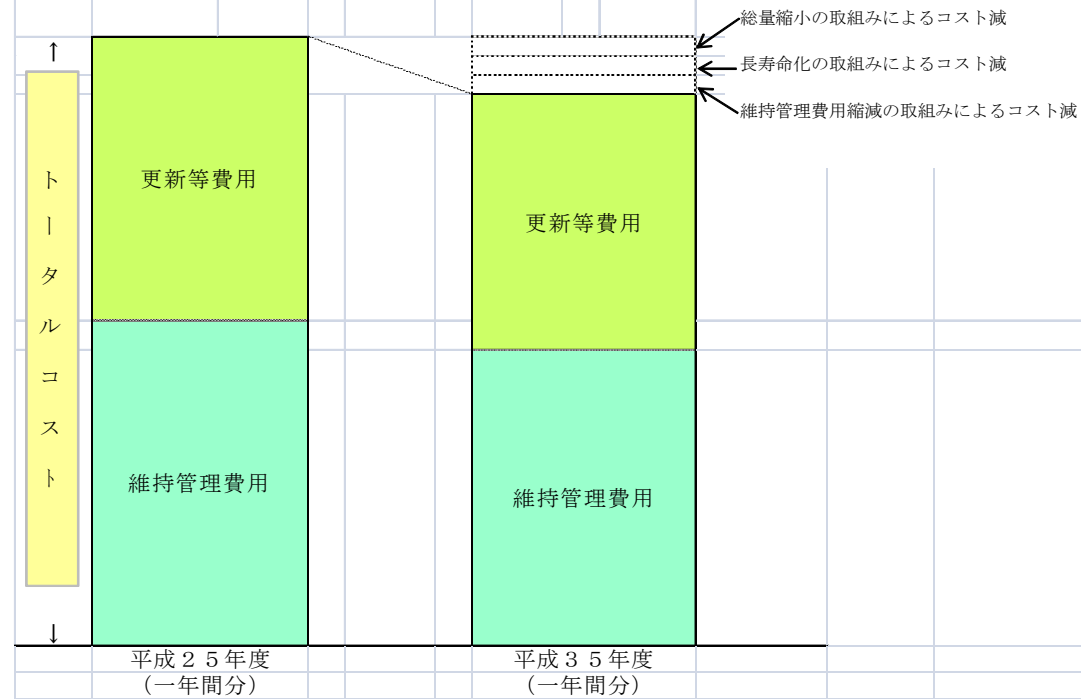 総量縮小の取組みによるコスト減
長寿命化の取組みによるコスト減
維持管理費用縮減の取組みによるコスト減
↑
トータルコスト
↓
更新等費用
維持管理費用
更新等費用
維持管理費用
平成２５年度
（一年間分）
平成３５年度
（一年間分）